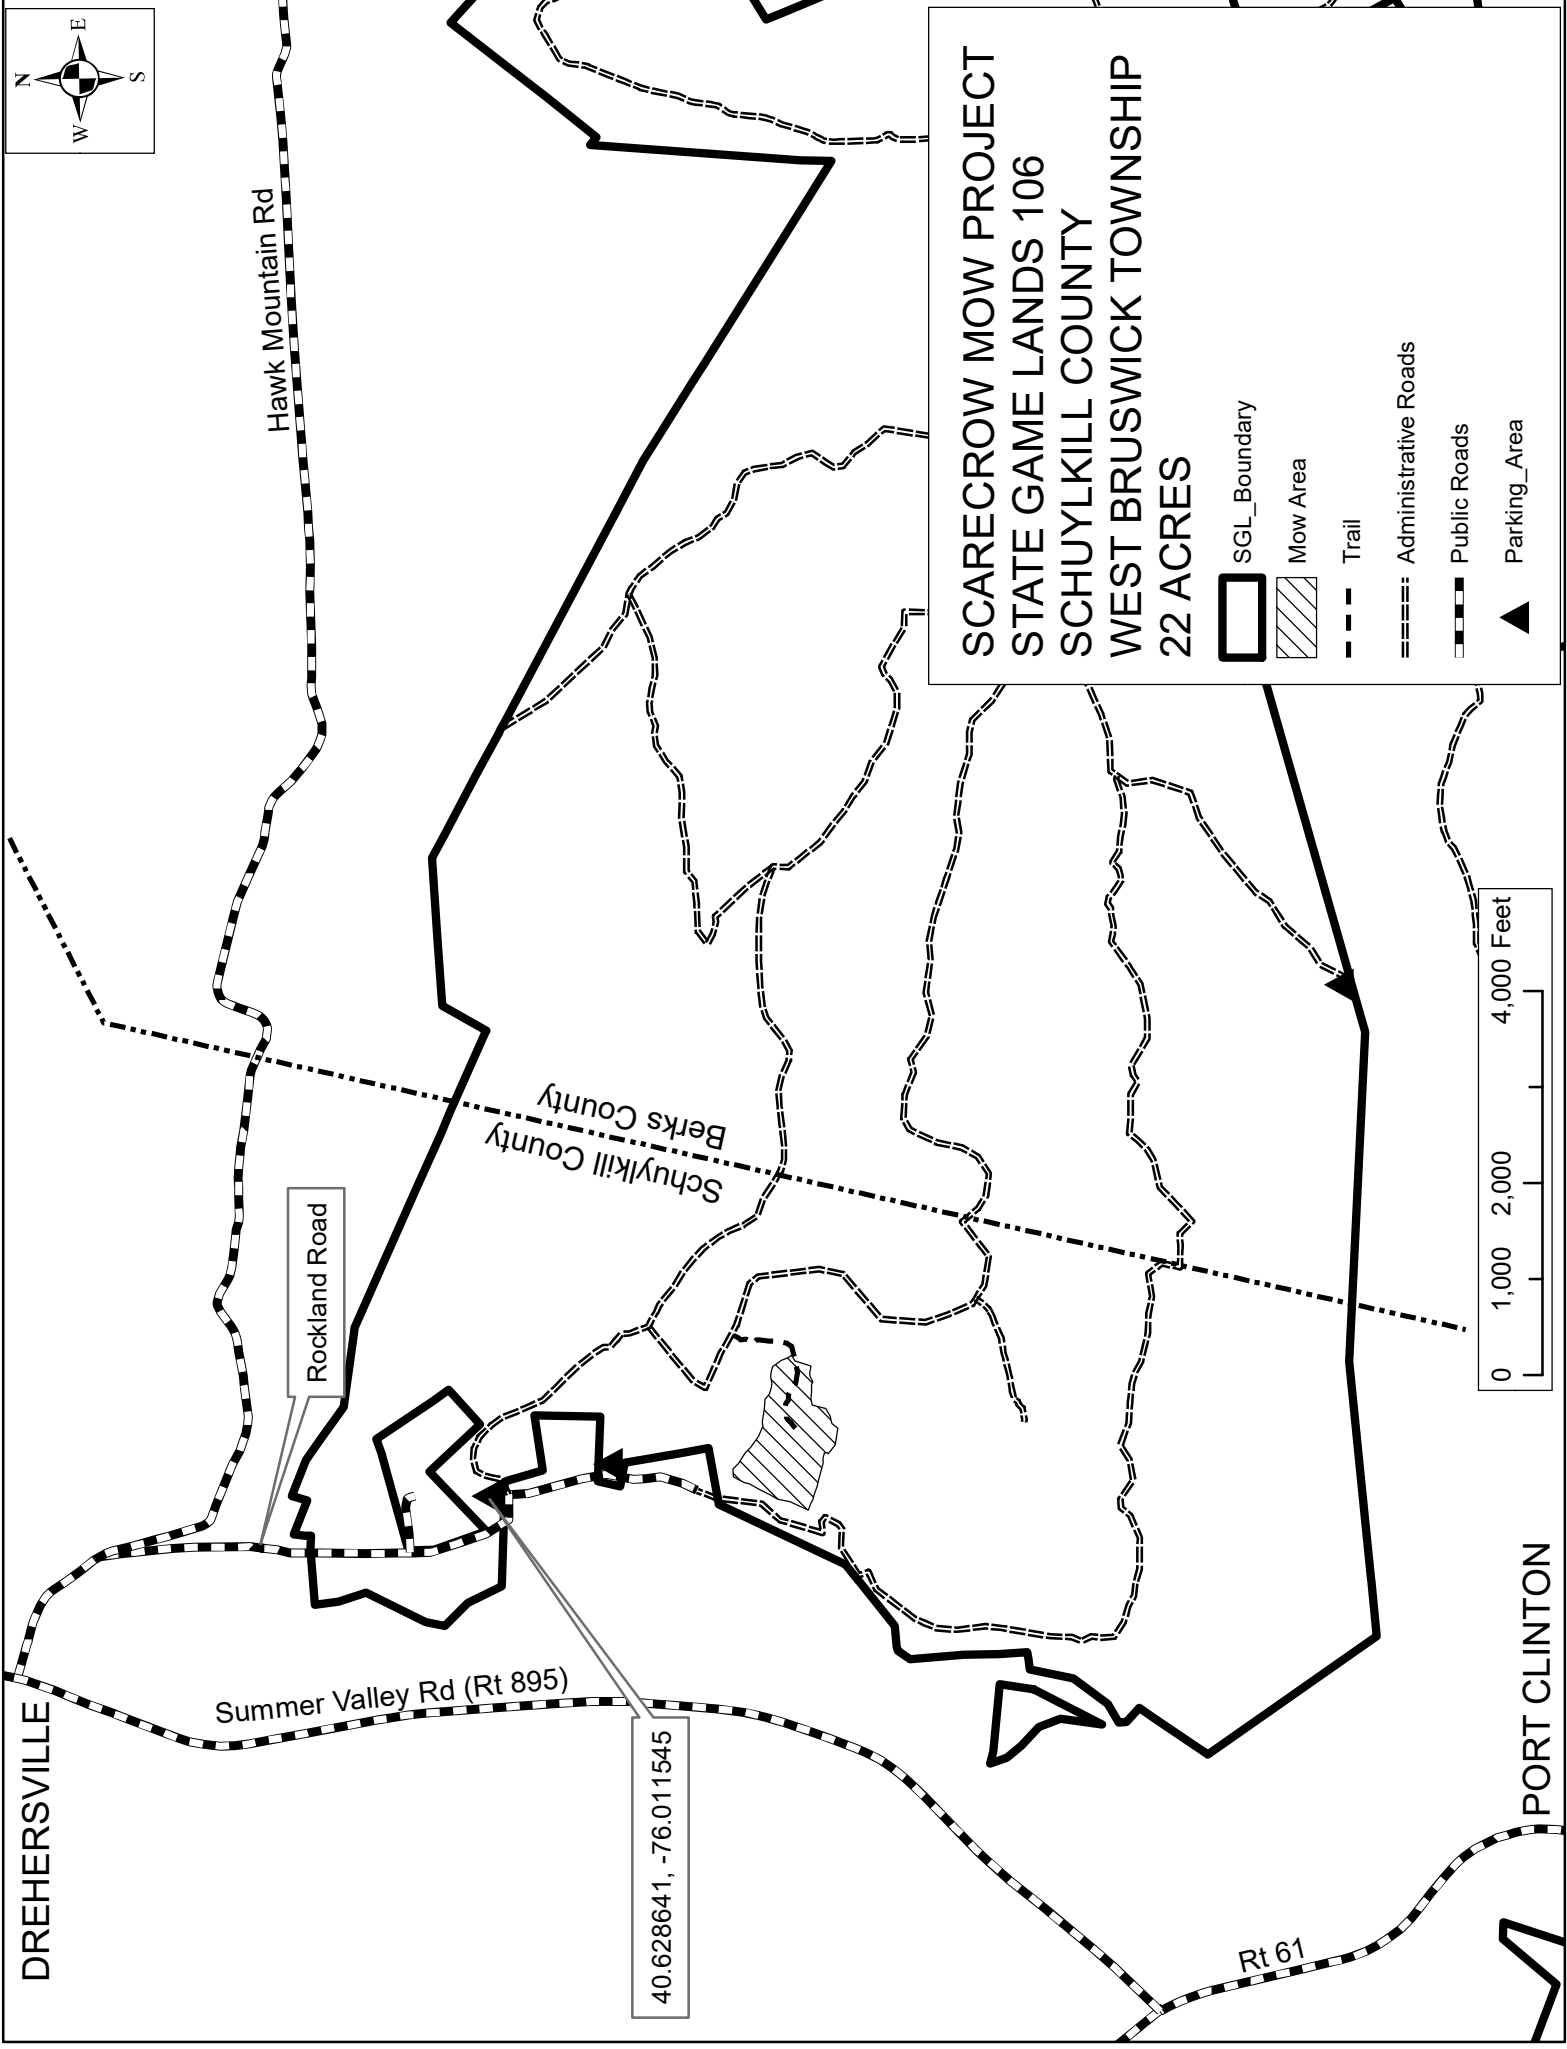 N
W
E
S
DREHERSVILLE
Summer Valley Rd (Rt 895)
Rockland Road
Hawk Mountain Rd
40.628641, -76.011545
Schuylkill County
Berks County
Rt 61
PORT CLINTON
0 1,000 2,000 4,000 Feet
SCARECROW MOW PROJECT
STATE GAME LANDS 106
SCHUYLKILL COUNTY
WEST BRUSWICK TOWNSHIP
22 ACRES
SGL_Boundary
Mow Area
Trail
Administrative Roads
Public Roads
Parking_Area